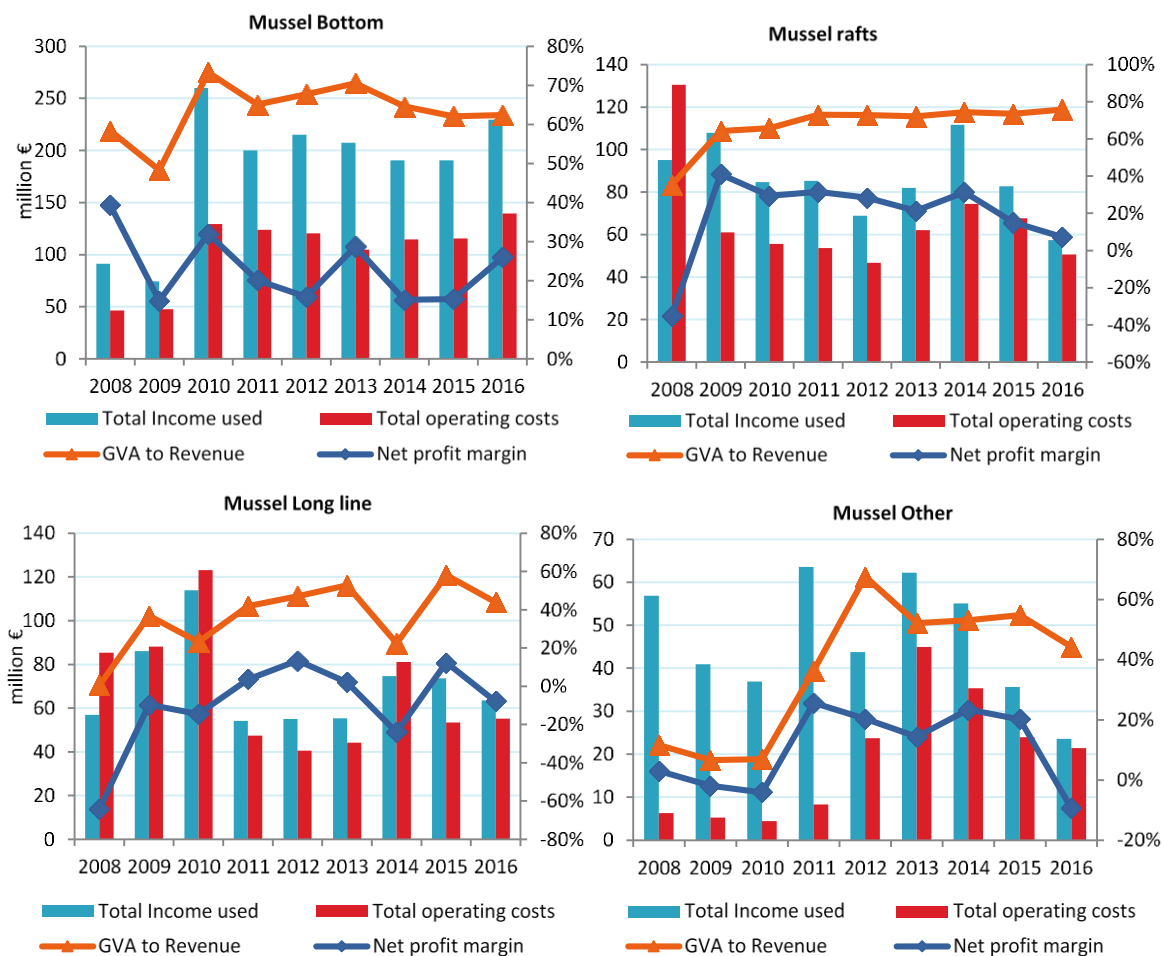 Mussel Bottom
300
250
200
150
100
50
0
million €
80%
70%
60%
50%
40%
30%
20%
10%
0%
2008 2009 2010 2011 2012 2013 2014 2015 2016
Total Income used
Total operating costs
GVA to Revenue
Net profit margin
Mussel rafts
140
120
100
80
60
40
20
0
100%
80%
60%
40%
20%
0%
-20%
-40%
-60%
2008 2009 2010 2011 2012 2013 2014 2015 2016
Total Income used
Total operating costs
GVA to Revenue
Net profit margin
Mussel Long line
140
120
100
80
60
40
20
0
million €
80%
60%
40%
20%
0%
-20%
-40%
-60%
-80%
2008 2009 2010 2011 2012 2013 2014 2015 2016
Total Income used
Total operating costs
GVA to Revenue
Net profit margin
Mussel Other
70
60
50
40
30
20
10
0
80%
60%
40%
20%
0%
-20%
2008 2009 2010 2011 2012 2013 2014 2015 2016
Total Income used
Total operating costs
GVA to Revenue
Net profit margin